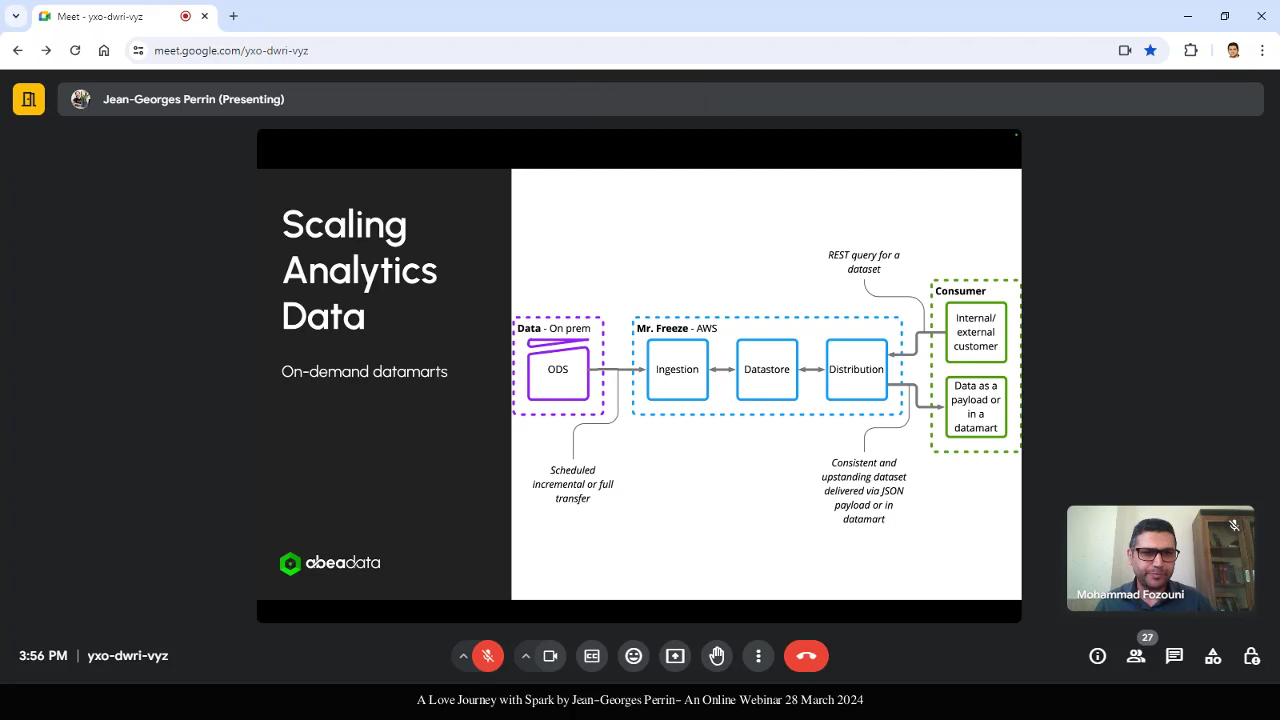 Meet - yxo-dwri-vyz
meet.google.com/yxo-dwri-vyz
Jean-Georges Perrin (Presenting)
Scaling
Analytics
Data
On-demand datamarts
abeadata
REST query for a
dataset
Data - On prem
ODS
Mr. Freeze - AWS
Ingestion
Datastore
Distribution
Consumer
Internal/
external
customer
Data as a
payload or
in a
datamart
Scheduled
incremental or full
transfer
Consistent and
upstanding dataset
delivered via JSON
payload or in
datamart
Mohammad Fozouni
3:56 PM | yxo-dwri-vyz
27
A Love Journey with Spark by Jean-Georges Perrin- An Online Webinar 28 March 2024